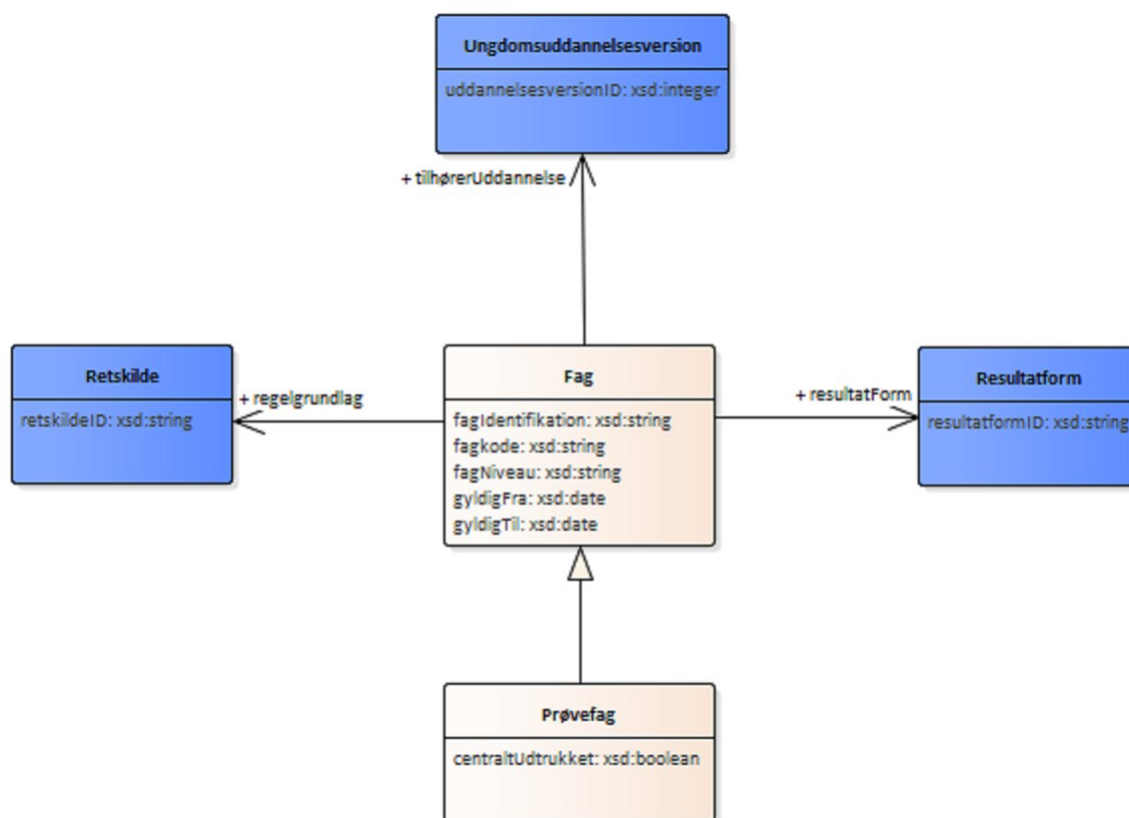 Ungdomsuddannelsesversion
uddannelsesversionID: xsd:integer
+ tilhørerUddannelse
Retskilde
retskildeID: xsd:string
+ regelgrundlag
Fag
fagIdentifikation: xsd:string
fagkode: xsd:string
fagNiveau: xsd:string
gyldigFra: xsd:date
gyldigTil: xsd:date
+ resultatForm
Resultatform
resultatformID: xsd:string
Prøvefag
centraltUdtrukket: xsd:boolean